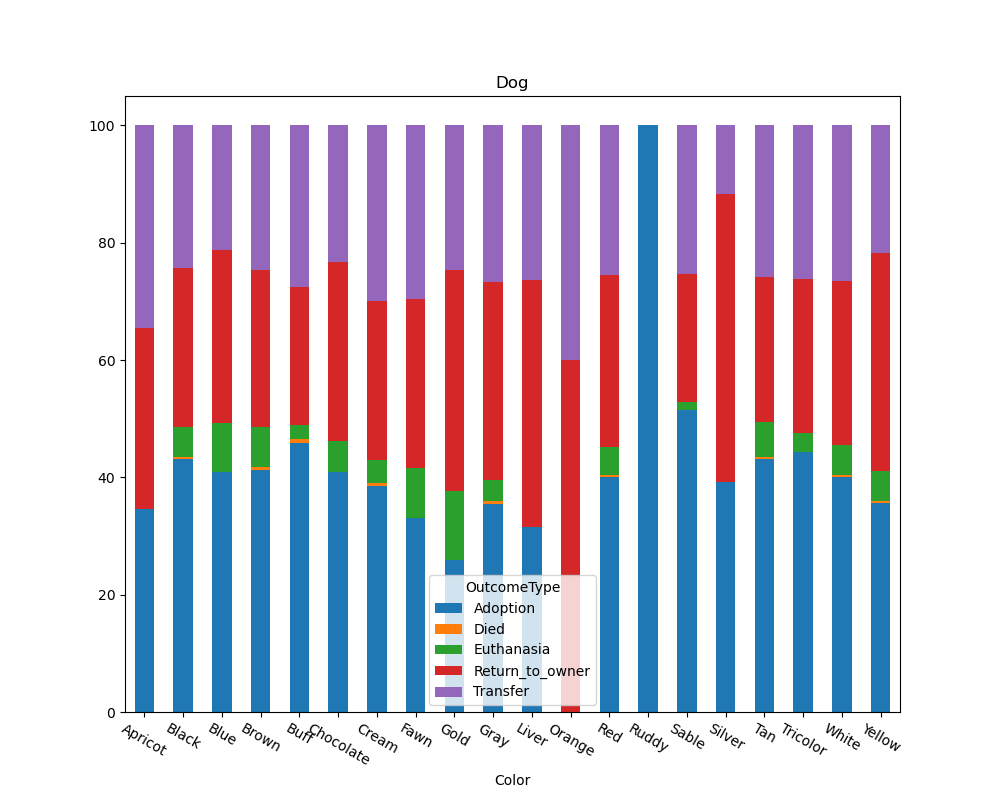 Dog
100
80
60
40
20
0
OutcomeType
Adoption
Died
Euthanasia
Return_to_owner
Transfer
Apricot
Black
Blue
Brown
Buff
Chocolate
Cream
Fawn
Gold
Gray
Liver
Orange
Red
Ruddy
Sable
Silver
Tan
Tricolor
White
Yellow
Color